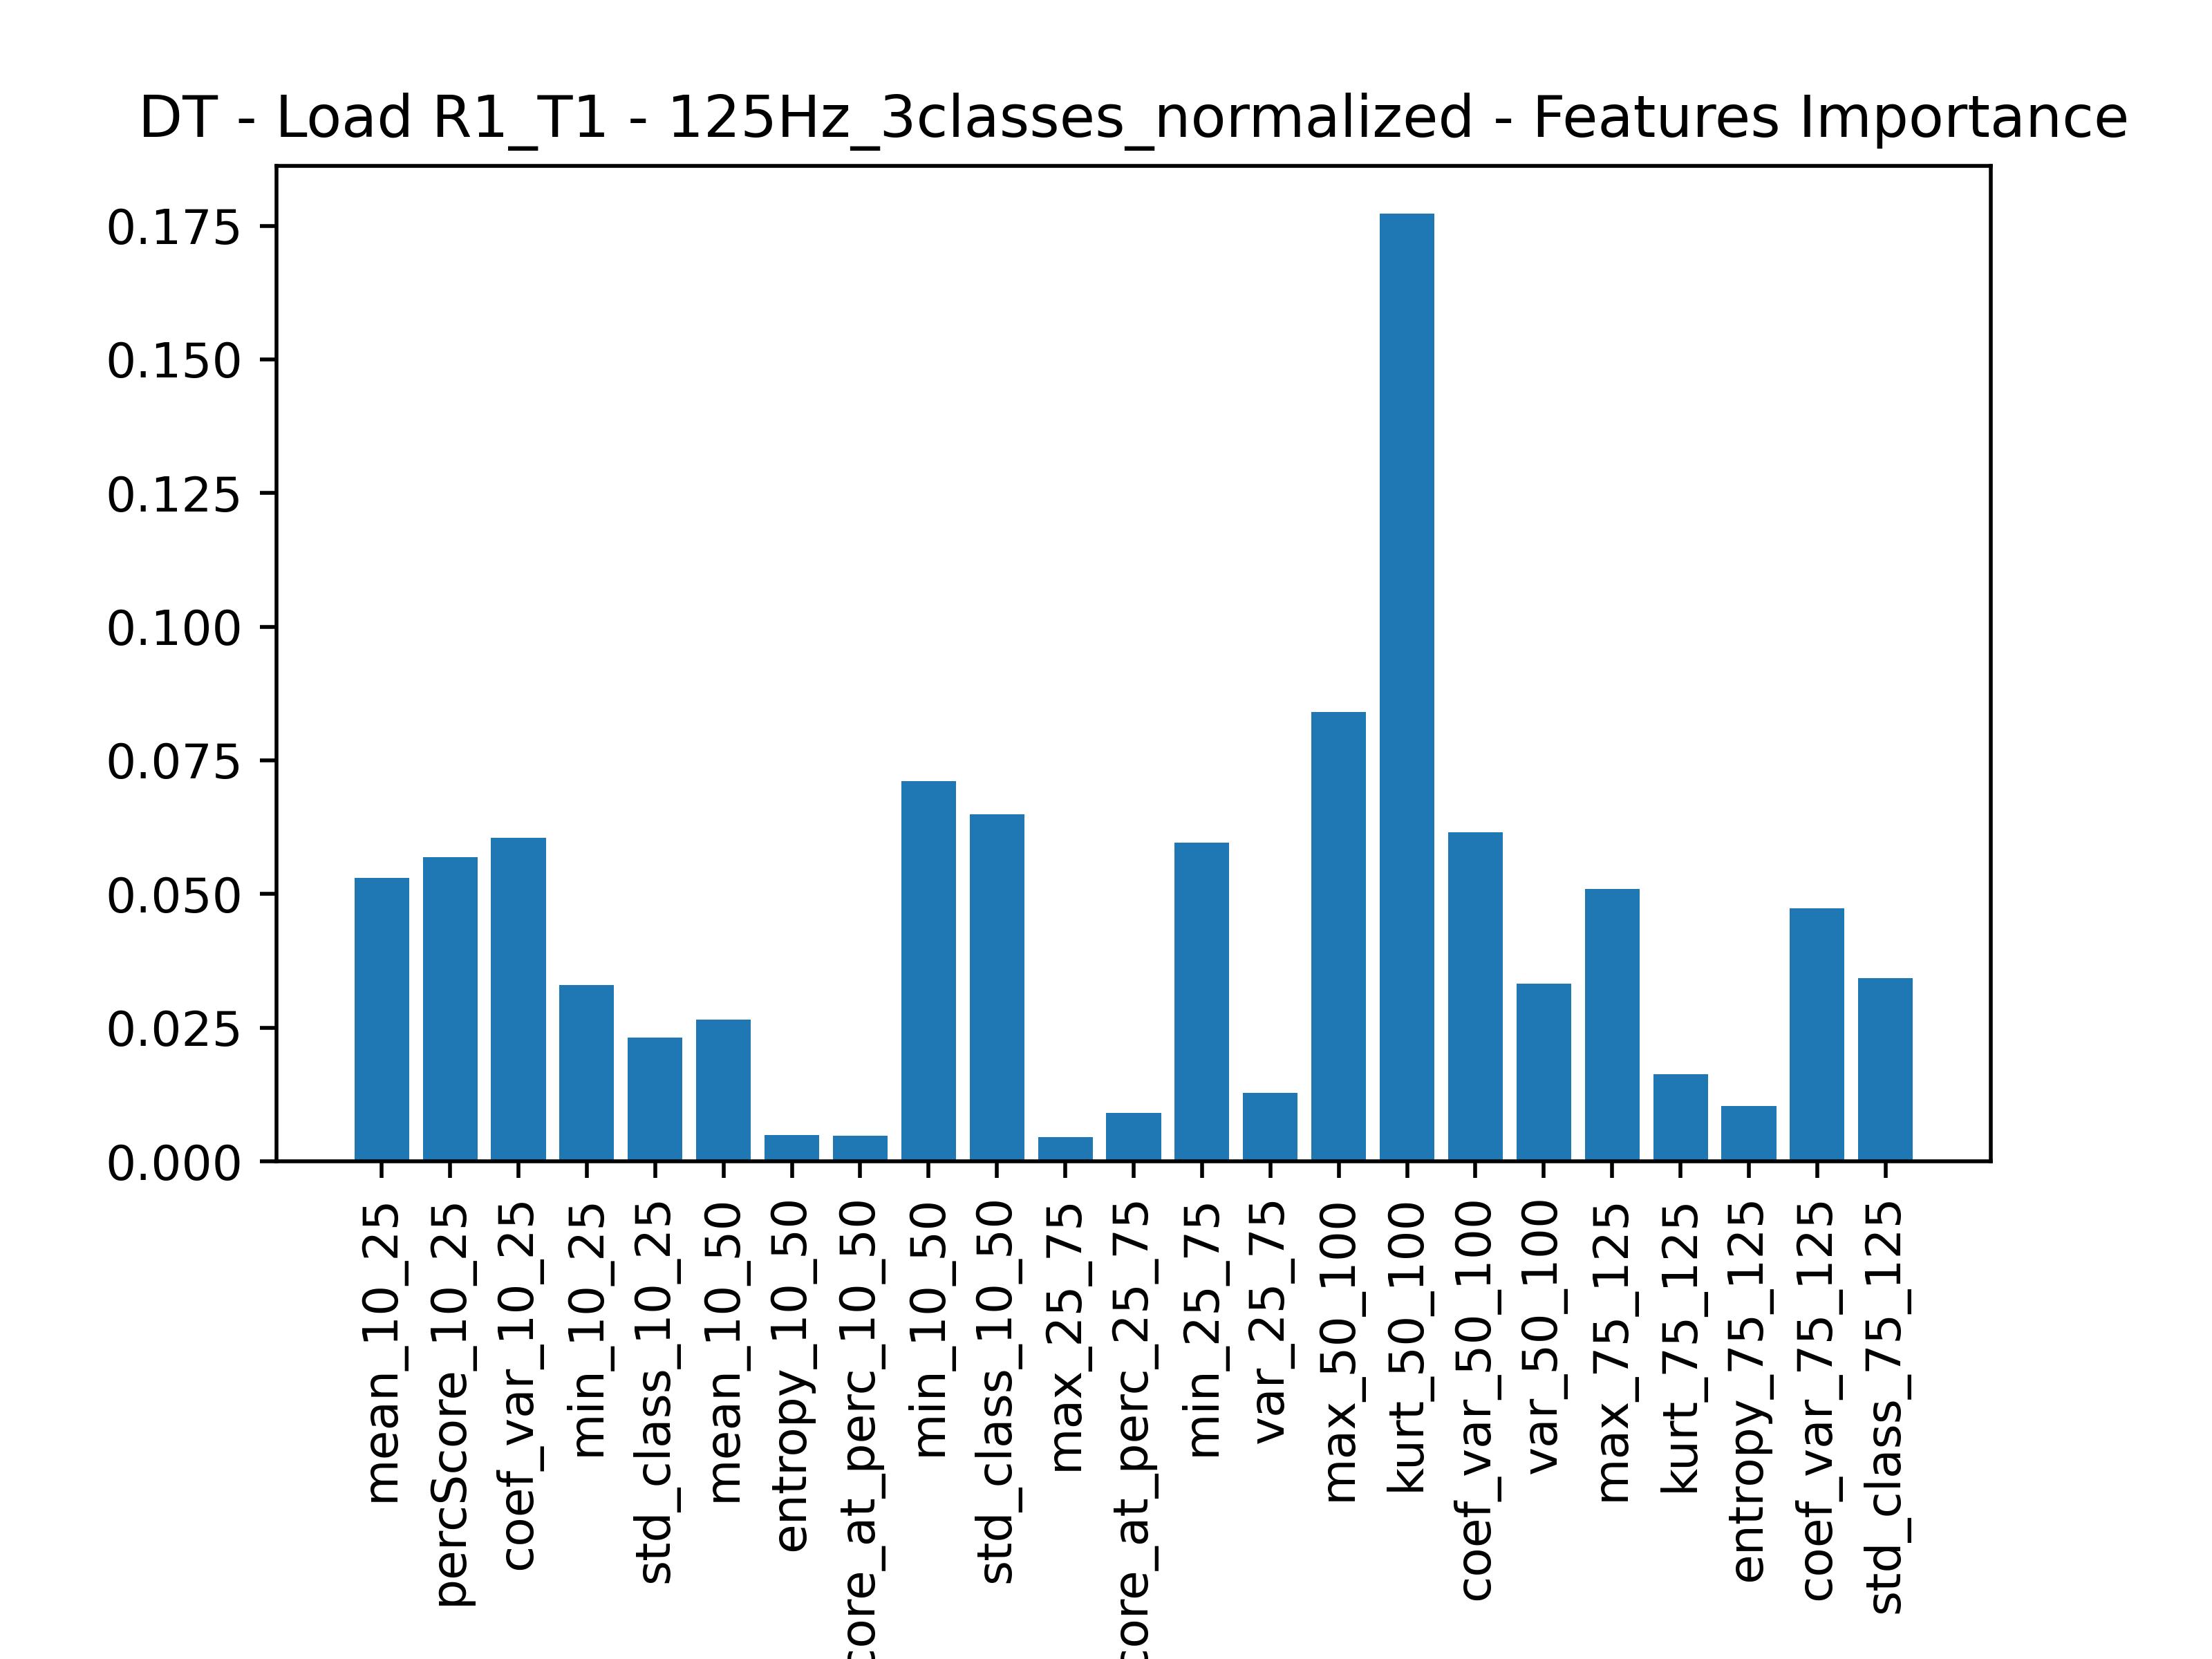 DT - Load R1_T1 - 125Hz_3classes_normalized - Features Importance
0.175
0.150
0.125
0.100
0.075
0.050
0.025
0.000
mean_10_25
percScore_10_25
coef_var_10_25
min_10_25
std_class_10_25
mean_10_50
entropy_10_50
core_at_perc_10_50
min_10_50
std_class_10_50
max_25_75
core_at_perc_25_75
min_25_75
var_25_75
max_50_100
kurt_50_100
coef_var_50_100
var_50_100
max_75_125
kurt_75_125
entropy_75_125
coef_var_75_125
std_class_75_125